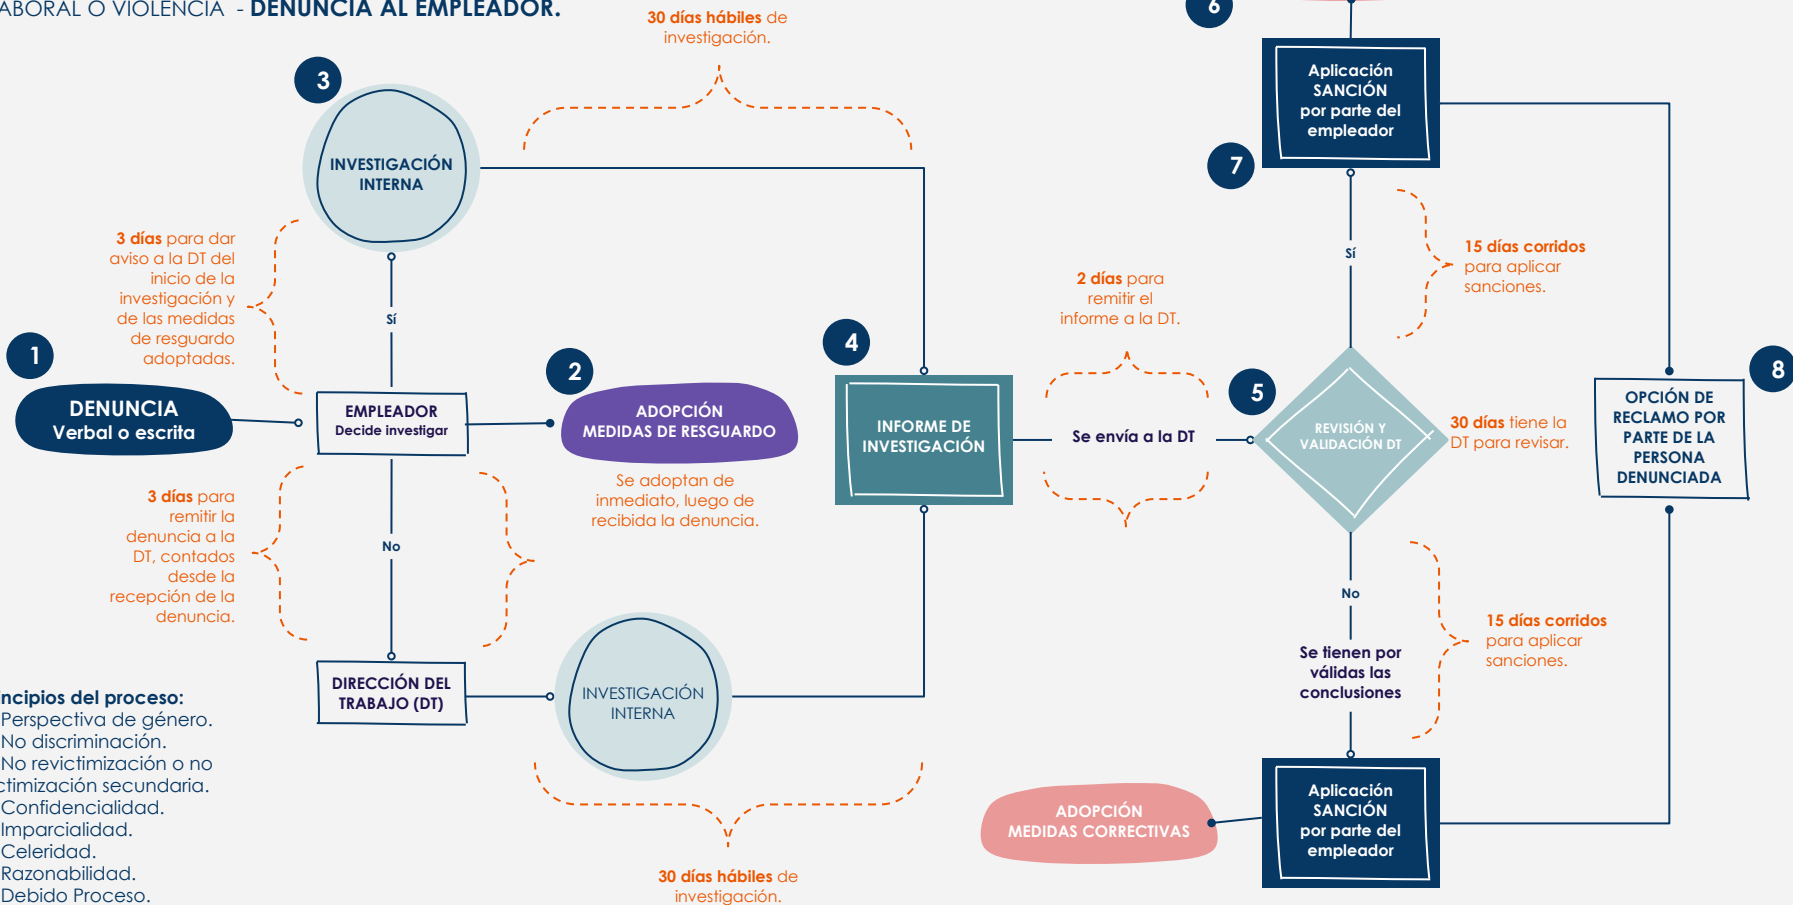 ABORAL O VIOLENCIA - DENUNCIA AL EMPLEADOR.
30 días hábiles de
investigación.
3
INVESTIGACIÓN
INTERNA
3 días para dar
aviso a la DT del
inicio de la
investigación y
de las medidas
de resguardo
adoptadas.
Sí
1
DENUNCIA
Verbal o escrita
EMPLEADOR
Decide investigar
2
ADOPCIÓN
MEDIDAS DE RESGUARDO
Se adoptan de
inmediato, luego de
recibida la denuncia.
3 días para
remitir la
denuncia a la
DT, contados
desde la
recepción de la
denuncia.
No
DIRECCIÓN DEL
TRABAJO (DT)
INVESTIGACIÓN
INTERNA
30 días hábiles de
investigación.
4
INFORME DE
INVESTIGACIÓN
2 días para
remitir el
informe a la DT.
Se envía a la DT
5
REVISIÓN Y
VALIDACIÓN DT
30 días tiene la
DT para revisar.
6
Aplicación
SANCIÓN
por parte del
empleador
7
Sí
15 días corridos
para aplicar
sanciones.
8
OPCIÓN DE
RECLAMO POR
PARTE DE LA
PERSONA
DENUNCIADA
No
Se tienen por
válidas las
conclusiones
15 días corridos
para aplicar
sanciones.
ADOPCIÓN
MEDIDAS CORRECTIVAS
Aplicación
SANCIÓN
por parte del
empleador
ncipios del proceso:
Perspectiva de género.
No discriminación.
No revictimización o no
ctimización secundaria.
Confidencialidad.
Imparcialidad.
Celeridad.
Razonabilidad.
Debido Proceso.